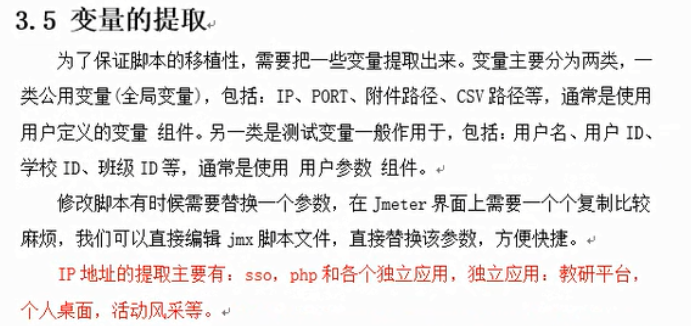 3.5 变量的提取
为了保证脚本的移植性，需要把一些变量提取出来。变量主要分为两类，一
类公用变量(全局变量)，包括：IP、PORT、附件路径、CSV 路径等，通常是使用
用户定义的变量 组件。另一类是测试变量一般作用于，包括：用户名、用户 ID、
学校 ID、班级 ID 等，通常是使用 用户参数 组件。
修改脚本有时候需要替换一个参数，在 Jmeter 界面上需要一个个复制比较
麻烦，我们可以直接编辑 jmx 脚本文件，直接替换该参数，方便快捷。
IP 地址的提取主要有：sso，php 和各个独立应用，独立应用：教研平台，
个人桌面，活动风采等。